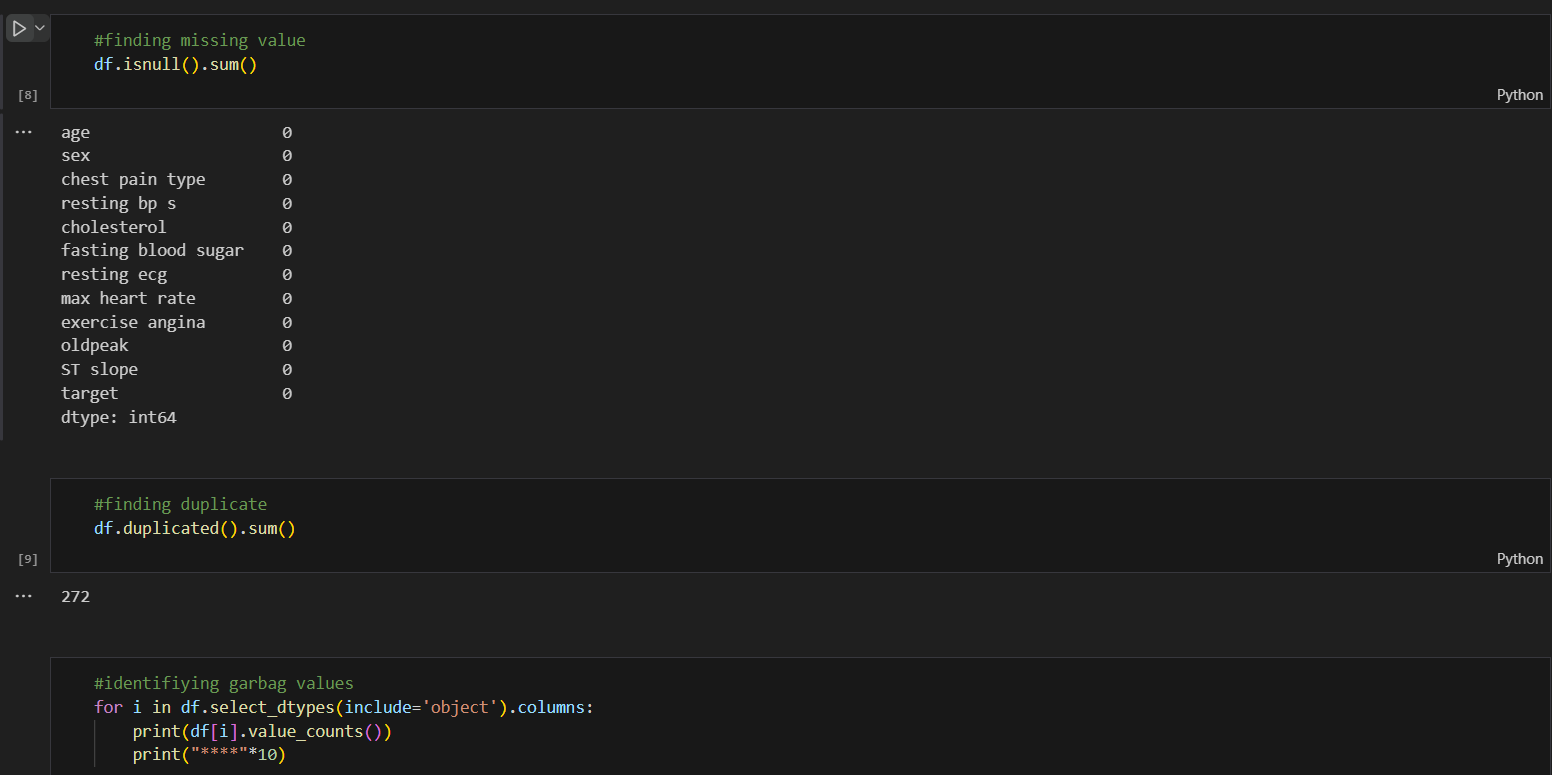 #finding missing value
df.isnull().sum()
[8]
Python
age 0
sex 0
chest pain type 0
resting bp s 0
cholesterol 0
fasting blood sugar 0
resting ecg 0
max heart rate 0
exercise angina 0
oldpeak 0
ST slope 0
target 0
dtype: int64
#finding duplicate
df.duplicated().sum()
[9]
Python
272
#identifiying garbag values
for i in df.select_dtypes(include='object').columns:
    print(df[i].value_counts())
    print("****"*10)